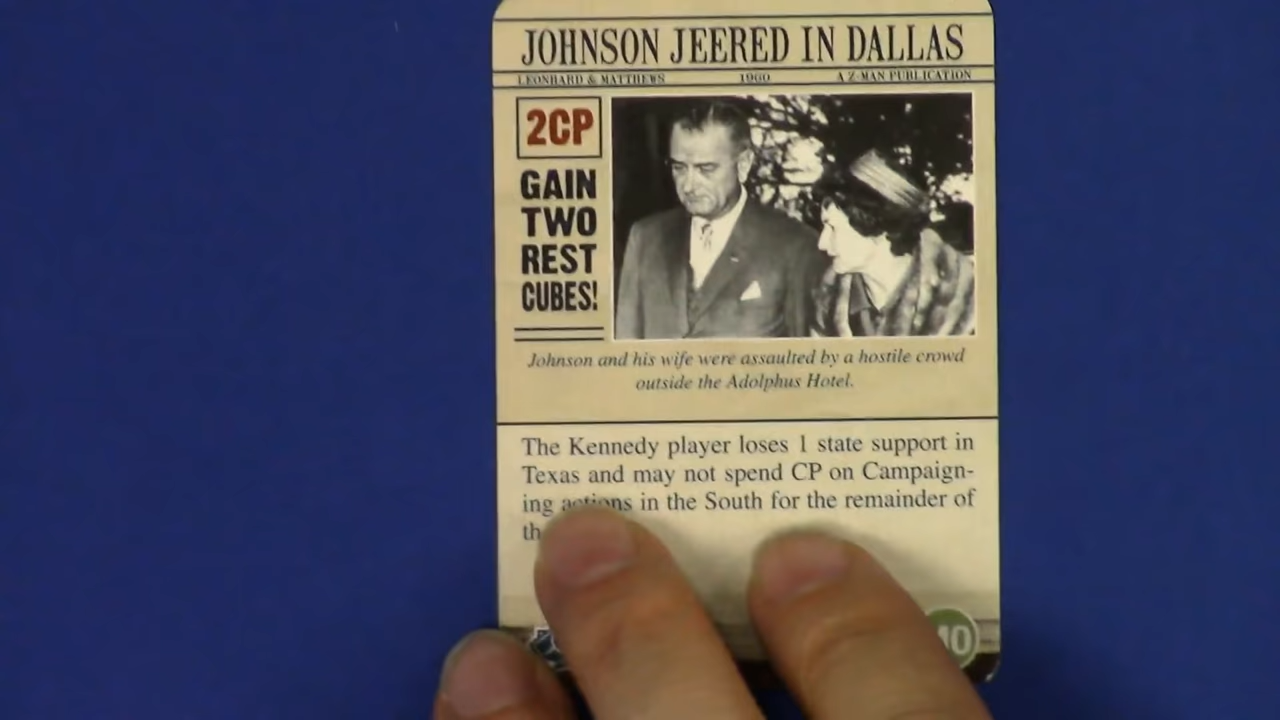 JOHNSON JEERED IN DALLAS
LEONHARD & MATTHEWS 1960 A Z-MAN PUBLICATION
2CP
GAIN
TWO
REST
CUBES!
Johnson and his wife were assaulted by a hostile crowd
outside the Adolphus Hotel.
The Kennedy player loses 1 state support in
Texas and may not spend CP on Campaign-
ing actions in the South for the remainder of